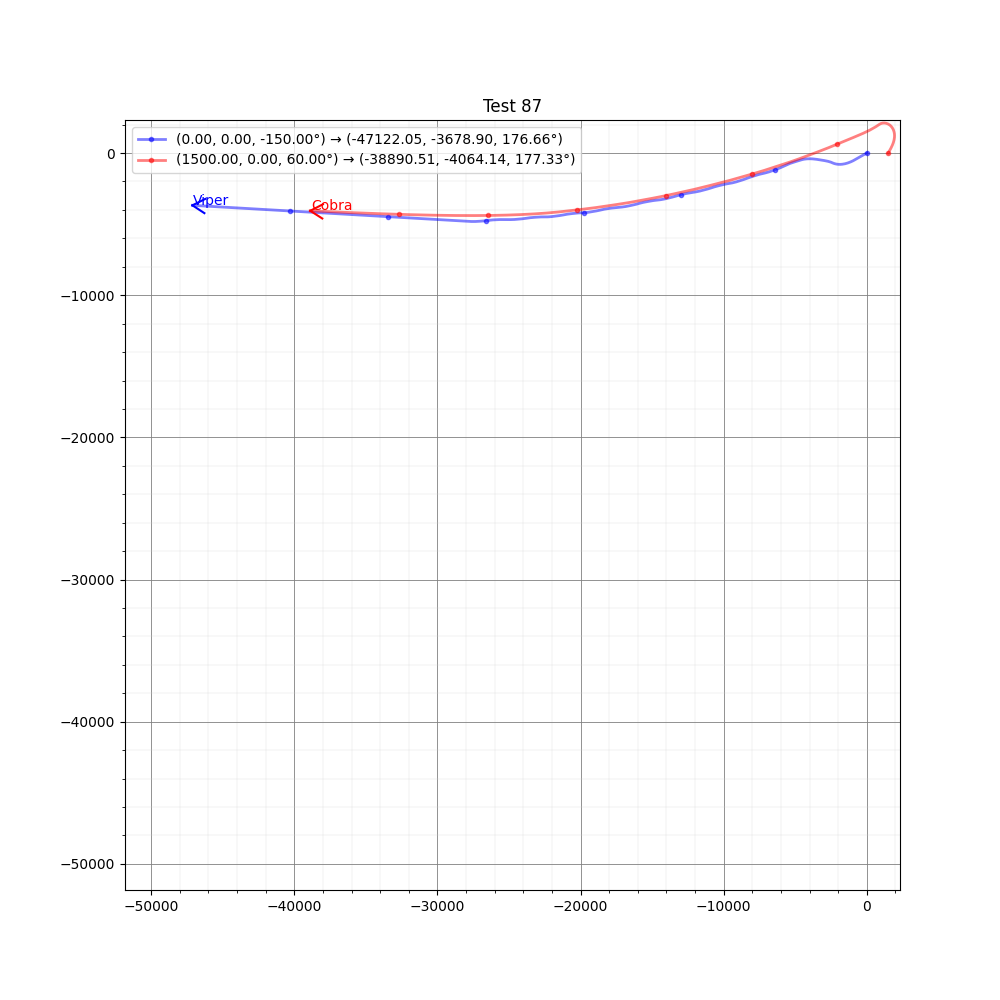 Test 87
(0.00, 0.00, -150.00°) → (-47122.05, -3678.90, 176.66°)
(1500.00, 0.00, 60.00°) → (-38890.51, -4064.14, 177.33°)
Viper
Cobra
0
−10000
−20000
−30000
−40000
−50000
−50000 −40000 −30000 −20000 −10000 0